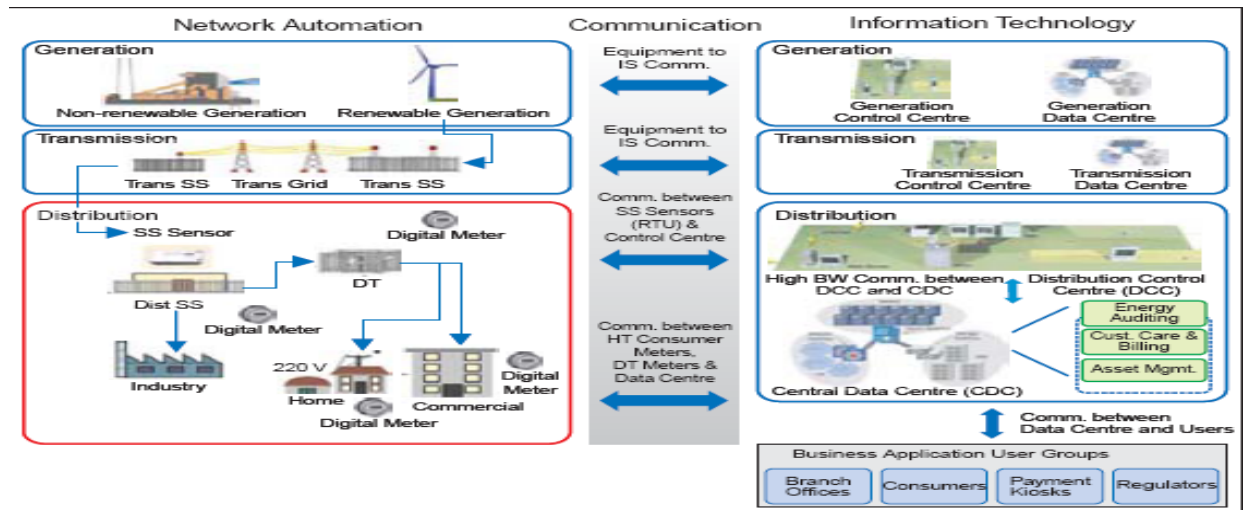 Network Automation
Communication
Information Technology
Generation
Non-renewable Generation
Renewable Generation
Transmission
Trans SS
Trans Grid
Trans SS
Distribution
SS Sensor
Digital Meter
Dist SS
DT
Digital Meter
Industry
220 V
Home
Digital Meter
Commercial
Digital
Meter
Equipment to
IS Comm.
Equipment to
IS Comm.
Comm. between
SS Sensors
(RTU) &
Control Centre
Comm. between
HT Consumer
Meters,
DT Meters &
Data Centre
Generation
Generation
Control Centre
Generation
Data Centre
Transmission
Transmission
Control Centre
Transmission
Data Centre
Distribution
High BW Comm. between
DCC and CDC
Distribution Control
Centre (DCC)
Energy
Auditing
Cust. Care &
Billing
Asset Mgmt.
Central Data Centre (CDC)
Comm. between
Data Centre and Users
Business Application User Groups
Branch
Offices
Consumers
Payment
Kiosks
Regulators